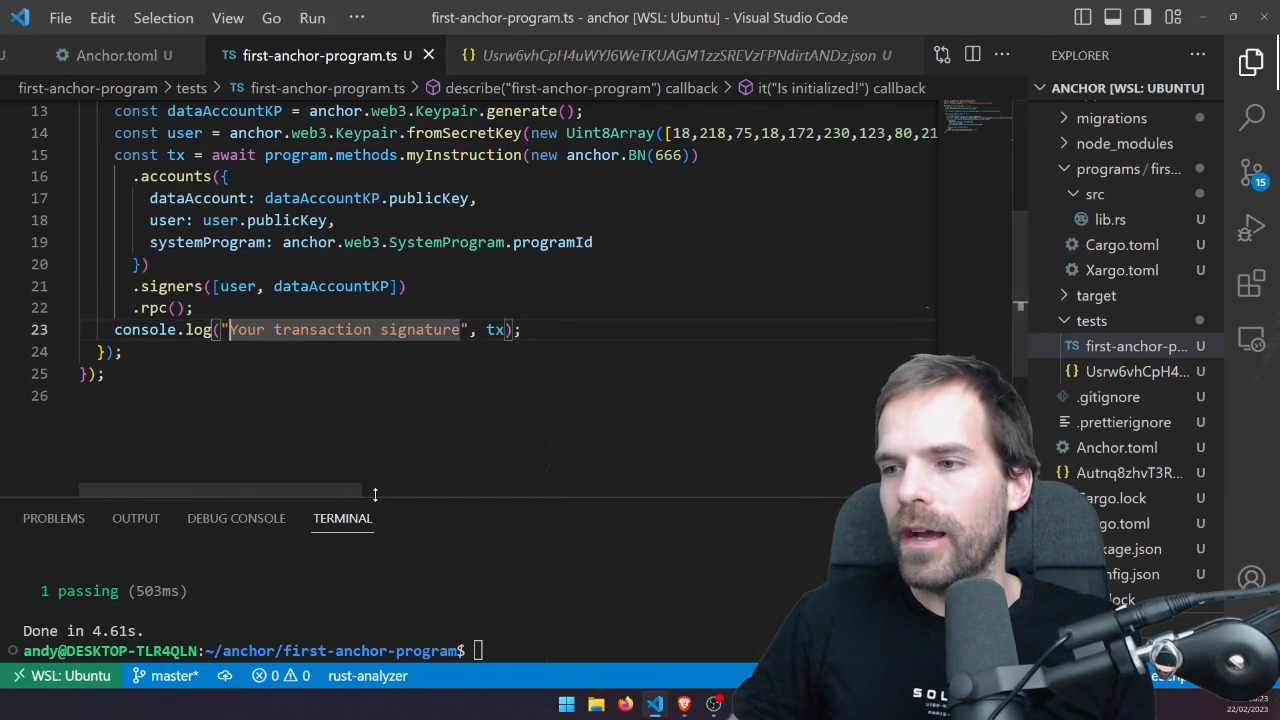 File Edit Selection View Go Run ··· first-anchor-program.ts - anchor [WSL: Ubuntu] - Visual Studio Code
Anchor.toml U TS first-anchor-program.ts U {} Usrw6vhCpH4uWYJ6WeTKUAGM1zzSREVzFPNdirtANDz.json U ··· EXPLORER ···
first-anchor-program > tests > TS first-anchor-program.ts > describe("first-anchor-program") callback > it("Is initialized!") callback
ANCHOR [WSL: UBUNTU]
13 const dataAccountKP = anchor.web3.Keypair.generate();
14 const user = anchor.web3.Keypair.fromSecretKey(new Uint8Array([18,218,75,18,172,230,123,80,21
15 const tx = await program.methods.myInstruction(new anchor.BN(666))
16 .accounts({
17 dataAccount: dataAccountKP.publicKey,
18 user: user.publicKey,
19 systemProgram: anchor.web3.SystemProgram.programId
20 })
21 .signers([user, dataAccountKP])
22 .rpc();
23 console.log("Your transaction signature", tx);
24 });
25 });
26
migrations
node_modules
programs / firs...
src
lib.rs U
Cargo.toml U
Xargo.toml U
target
tests
TS first-anchor-p... U
{} Usrw6vhCpH4... U
.gitignore U
.prettierignore U
Anchor.toml U
{} Autnq8zhvT3R... U
Cargo.lock U
U
U
U
U
15
PROBLEMS OUTPUT DEBUG CONSOLE TERMINAL
1 passing (503ms)
Done in 4.61s.
andy@DESKTOP-TLR4QLN:~/anchor/first-anchor-program$
WSL: Ubuntu master* 0 0 rust-analyzer
22/02/2023